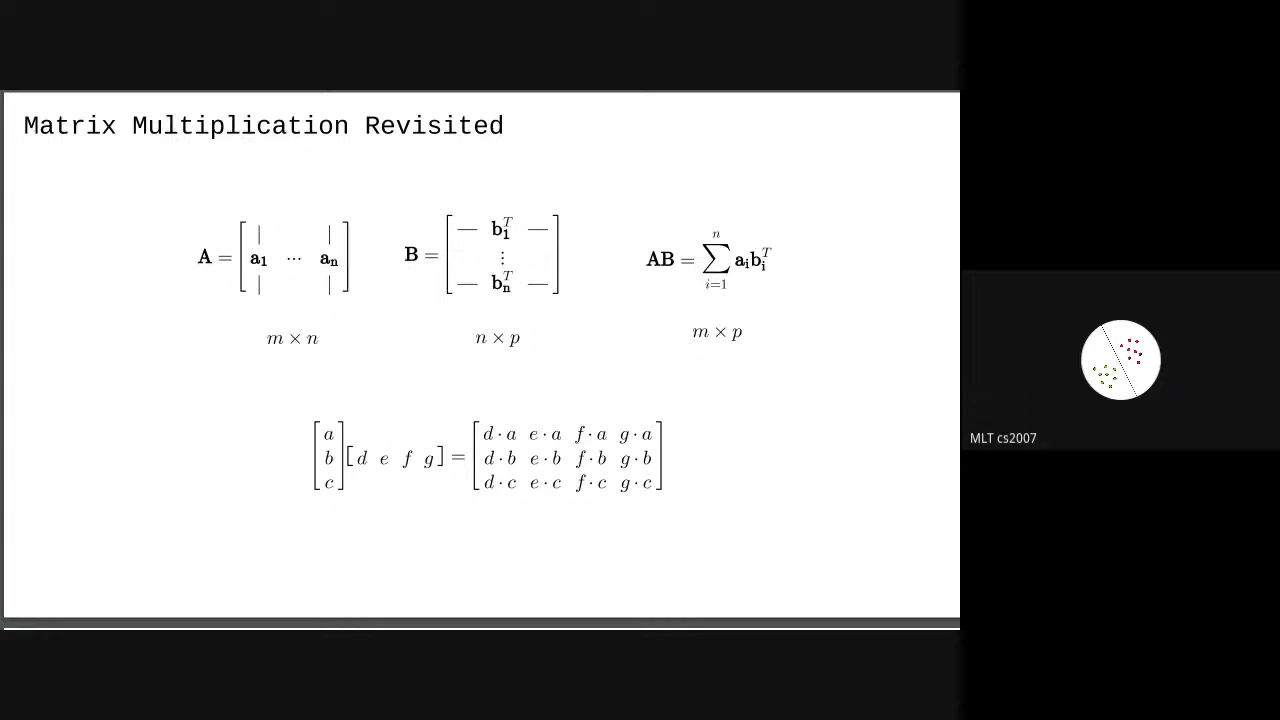 Matrix Multiplication Revisited
A = [ | | a₁ ⋯ aₙ | | ] B = [ — b₁ᵀ — ⋮ — bₙᵀ — ] AB = ∑ᵢ₌₁ⁿ aᵢbᵢᵀ
m × n n × p m × p
[ a b c ] [ d e f g ] = [ d · a e · a f · a g · a
d · b e · b f · b g · b
d · c e · c f · c g · c ]
MLT cs2007